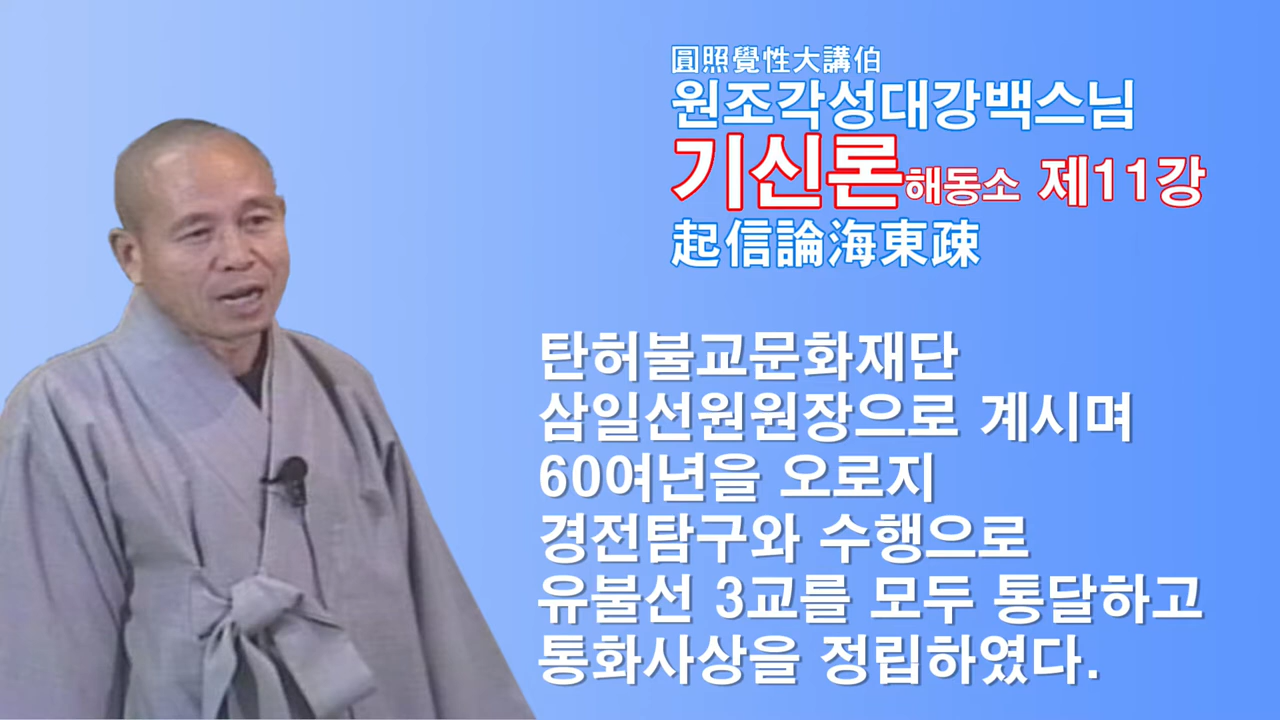 圓照覺性大講伯
원조각성대강백스님
기신론해동소 제11강
起信論海東疎
탄허불교문화재단
삼일선원원장으로 계시며
60여년을 오로지
경전탐구와 수행으로
유불선 3교를 모두 통달하고
통화사상을 정립하였다.